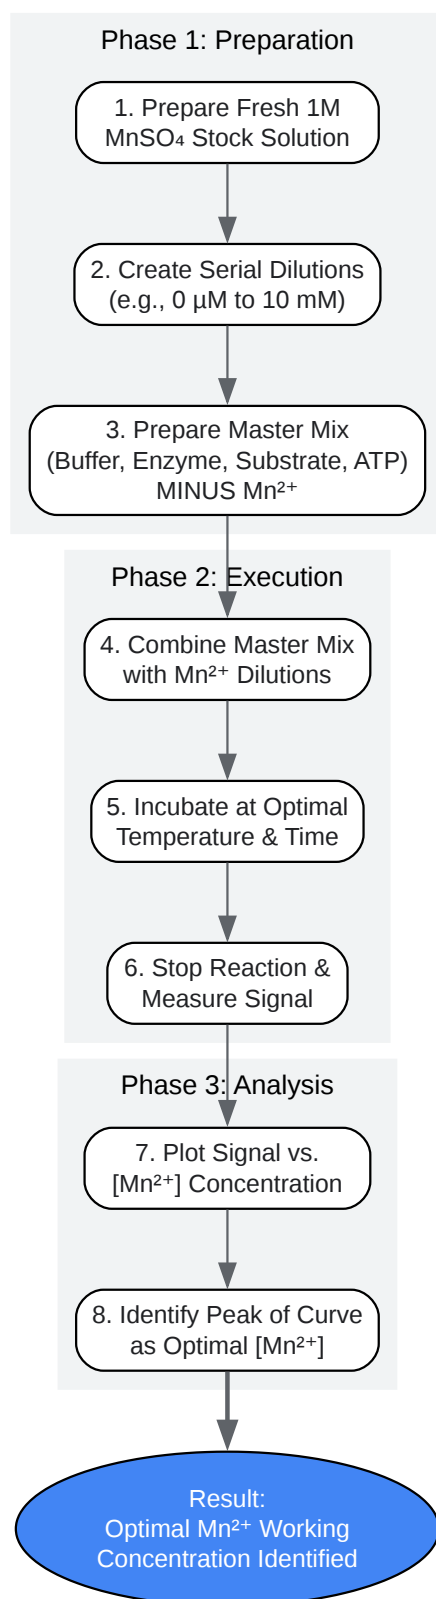 Phase 1: Preparation
1. Prepare Fresh 1M
MnSO₄ Stock Solution
2. Create Serial Dilutions
(e.g., 0 µM to 10 mM)
3. Prepare Master Mix
(Buffer, Enzyme, Substrate, ATP)
MINUS Mn²⁺
Phase 2: Execution
4. Combine Master Mix
with Mn²⁺ Dilutions
5. Incubate at Optimal
Temperature & Time
6. Stop Reaction &
Measure Signal
Phase 3: Analysis
7. Plot Signal vs.
[Mn²⁺] Concentration
8. Identify Peak of Curve
as Optimal [Mn²⁺]
Result:
Optimal Mn²⁺ Working
Concentration Identified